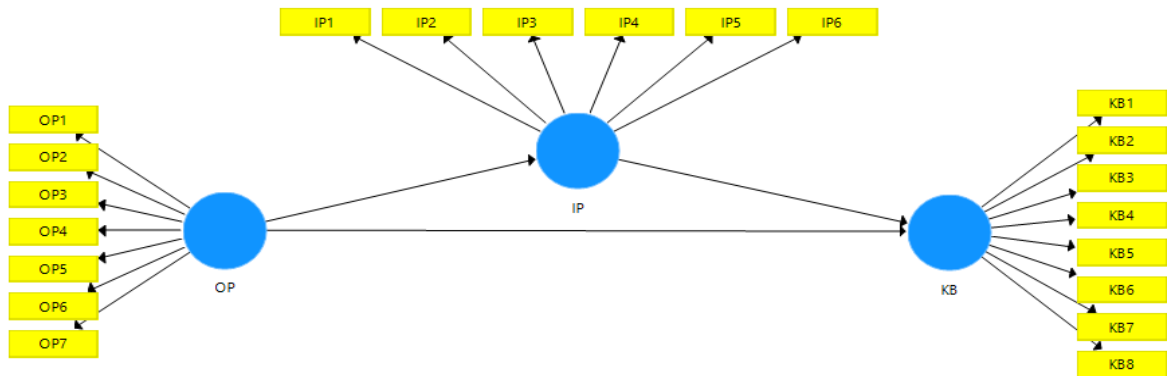 IP1 IP2 IP3 IP4 IP5 IP6
OP1
OP2
OP3
OP4
OP5
OP6
OP7
OP
IP
KB
KB1
KB2
KB3
KB4
KB5
KB6
KB7
KB8